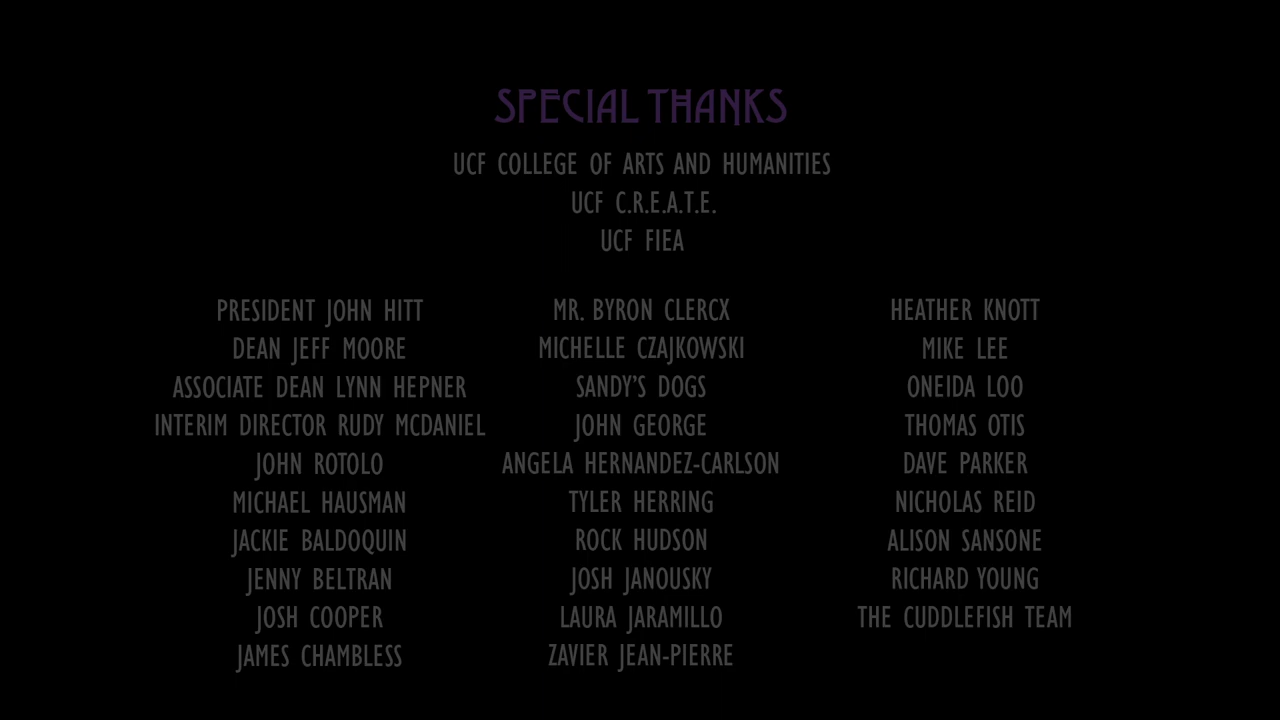 SPECIAL THANKS
UCF COLLEGE OF ARTS AND HUMANITIES
UCF C.R.E.A.T.E.
UCF FIEA
PRESIDENT JOHN HITT
DEAN JEFF MOORE
ASSOCIATE DEAN LYNN HEPNER
INTERIM DIRECTOR RUDY MCDANIEL
JOHN ROTOLO
MICHAEL HAUSMAN
JACKIE BALDOQUIN
JENNY BELTRAN
JOSH COOPER
JAMES CHAMBLESS
MR. BYRON CLERCX
MICHELLE CZAJKOWSKI
SANDY'S DOGS
JOHN GEORGE
ANGELA HERNANDEZ-CARLSON
TYLER HERRING
ROCK HUDSON
JOSH JANOUSKY
LAURA JARAMILLO
ZAVIER JEAN-PIERRE
HEATHER KNOTT
MIKE LEE
ONEIDA LOO
THOMAS OTIS
DAVE PARKER
NICHOLAS REID
ALISON SANSONE
RICHARD YOUNG
THE CUDDLEFISH TEAM